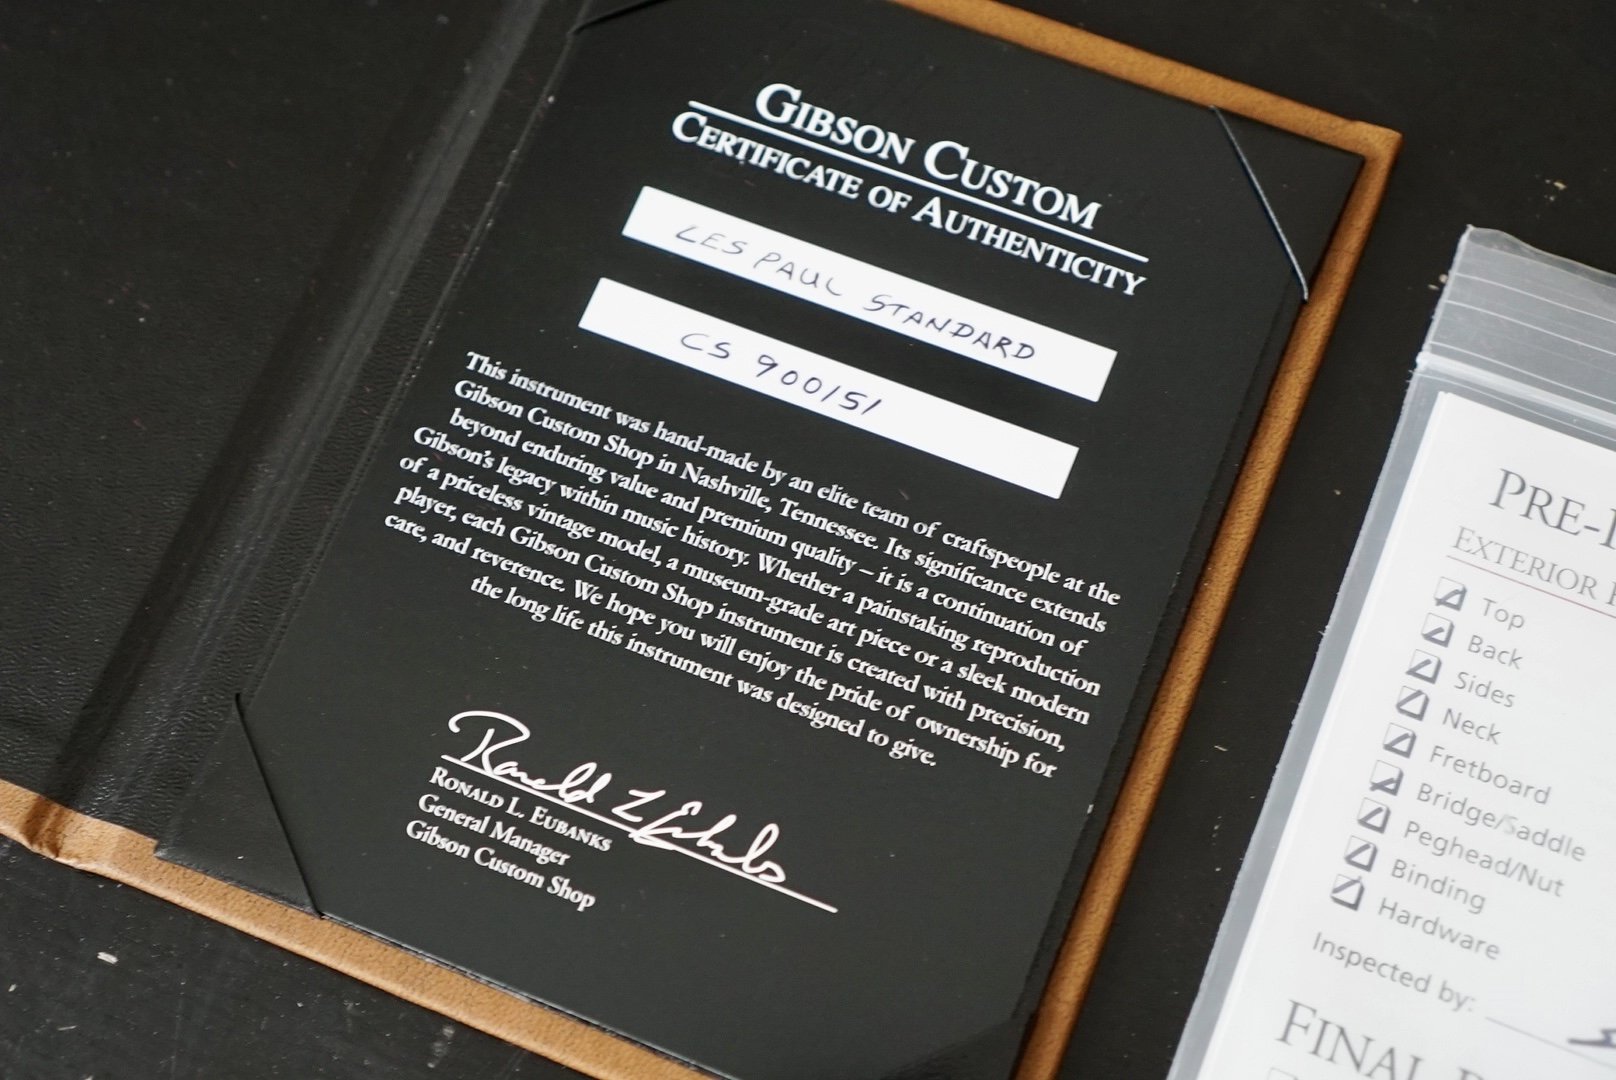 GIBSON CUSTOM
CERTIFICATE OF AUTHENTICITY
LES PAUL STANDARD
CS 900151
This instrument was hand-made by an elite team of craftspeople at the
Gibson Custom Shop in Nashville, Tennessee. Its significance extends
beyond enduring value and premium quality – it is a continuation of
Gibson's legacy within music history. Whether a painstaking reproduction
of a priceless vintage model, a museum-grade art piece or a sleek modern
player, each Gibson Custom Shop instrument is created with precision,
care, and reverence. We hope you will enjoy the pride of ownership for
the long life this instrument was designed to give.
Ronald L Eubanks
RONALD L. EUBANKS
General Manager
Gibson Custom Shop
PRE-
EXTERIOR
Top
Back
Sides
Neck
Fretboard
Bridge/Saddle
Peghead/Nut
Binding
Hardware
Inspected by:
FINAL